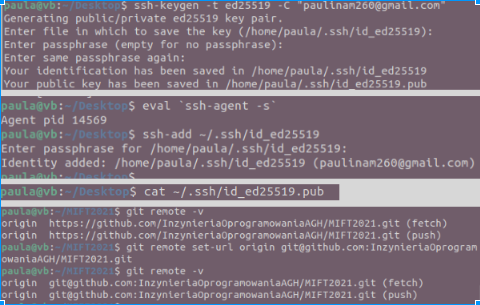 paula@vb:~/Desktop$ ssh-keygen -t ed25519 -C "paulinam260@gmail.com"
Generating public/private ed25519 key pair.
Enter file in which to save the key (/home/paula/.ssh/id_ed25519):
Enter passphrase (empty for no passphrase):
Enter same passphrase again:
Your identification has been saved in /home/paula/.ssh/id_ed25519
Your public key has been saved in /home/paula/.ssh/id_ed25519.pub
paula@vb:~/Desktop$ eval `ssh-agent -s`
Agent pid 14569
paula@vb:~/Desktop$ ssh-add ~/.ssh/id_ed25519
Enter passphrase for /home/paula/.ssh/id_ed25519:
Identity added: /home/paula/.ssh/id_ed25519 (paulinam260@gmail.com)
paula@vb:~/Desktop$
paula@vb:~/Desktop$ cat ~/.ssh/id_ed25519.pub
paula@vb:~/MIFT2021$ git remote -v
origin https://github.com/InzynieriaOprogramowaniaAGH/MIFT2021.git (fetch)
origin https://github.com/InzynieriaOprogramowaniaAGH/MIFT2021.git (push)
paula@vb:~/MIFT2021$ git remote set-url origin git@github.com:InzynieriaOprogram
owaniaAGH/MIFT2021.git
paula@vb:~/MIFT2021$ git remote -v
origin git@github.com:InzynieriaOprogramowaniaAGH/MIFT2021.git (fetch)
origin git@github.com:InzynieriaOprogramowaniaAGH/MIFT2021.git (push)